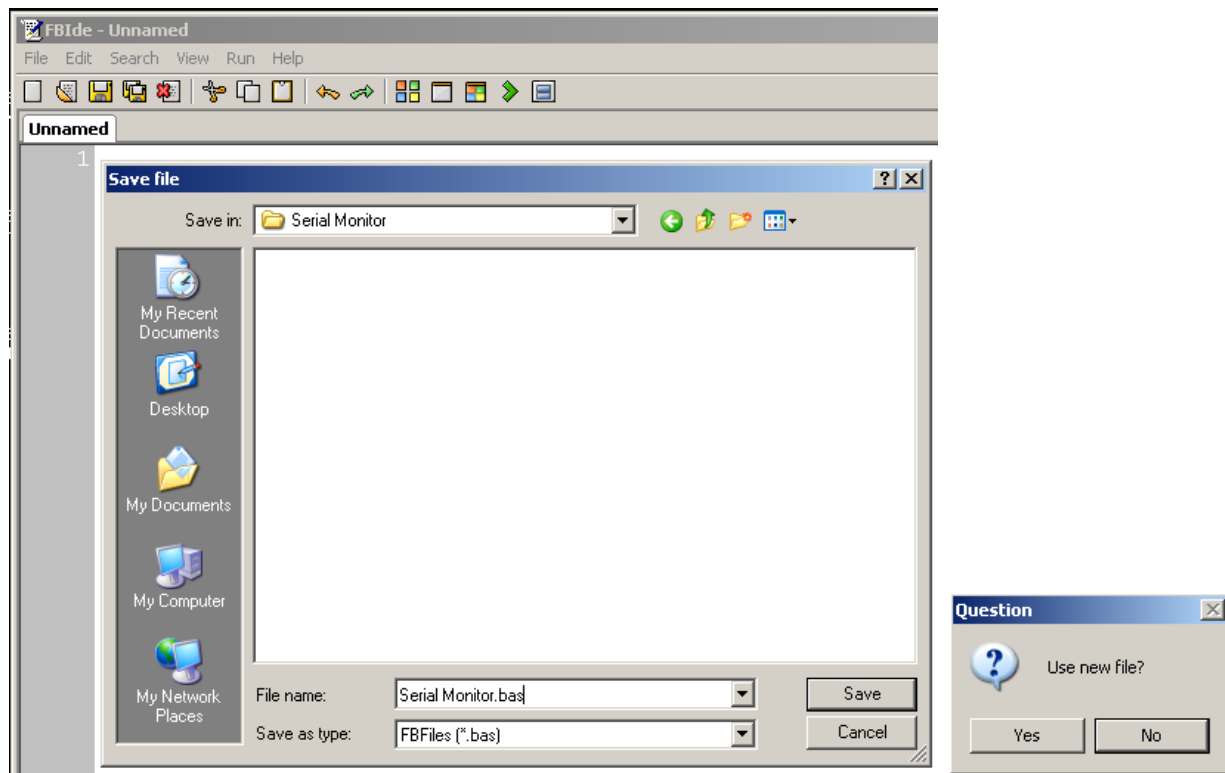 FBIde - Unnamed
File Edit Search View Run Help
Unnamed
1
Save file
Save in: Serial Monitor
My Recent
Documents
Desktop
My Documents
My Computer
My Network
Places
File name: Serial Monitor.bas Save
Save as type: FBFiles (*.bas) Cancel
Question
Use new file?
Yes No